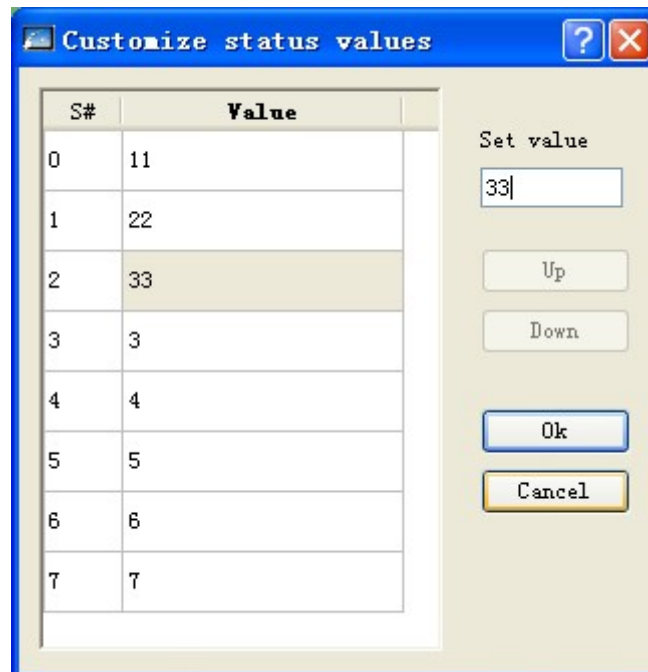 Customize status values
S# Value
0 11
1 22
2 33
3 3
4 4
5 5
6 6
7 7
Set value
33
Up
Down
Ok
Cancel